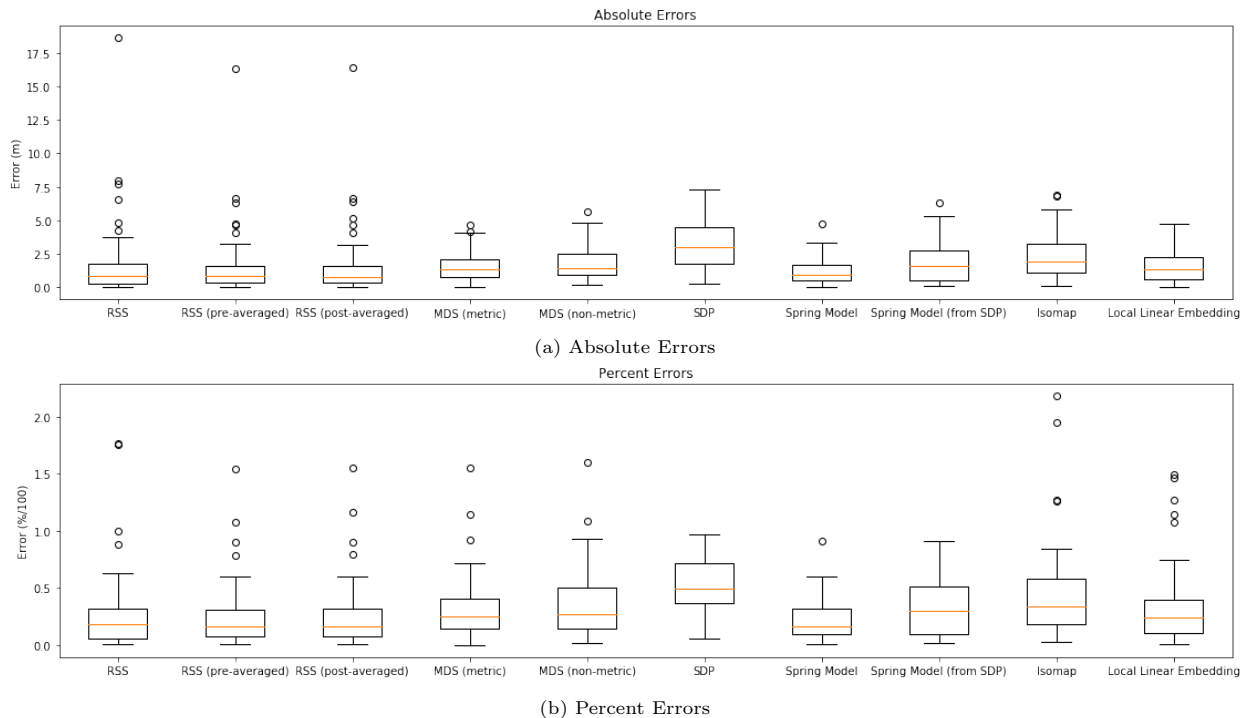 Absolute Errors
17.5
15.0
12.5
10.0
7.5
5.0
2.5
0.0
Error (m)
RSS RSS (pre-averaged) RSS (post-averaged) MDS (metric) MDS (non-metric) SDP Spring Model Spring Model (from SDP) Isomap Local Linear Embedding
(a) Absolute Errors
Percent Errors
2.0
1.5
1.0
0.5
0.0
Error (%/100)
RSS RSS (pre-averaged) RSS (post-averaged) MDS (metric) MDS (non-metric) SDP Spring Model Spring Model (from SDP) Isomap Local Linear Embedding
(b) Percent Errors